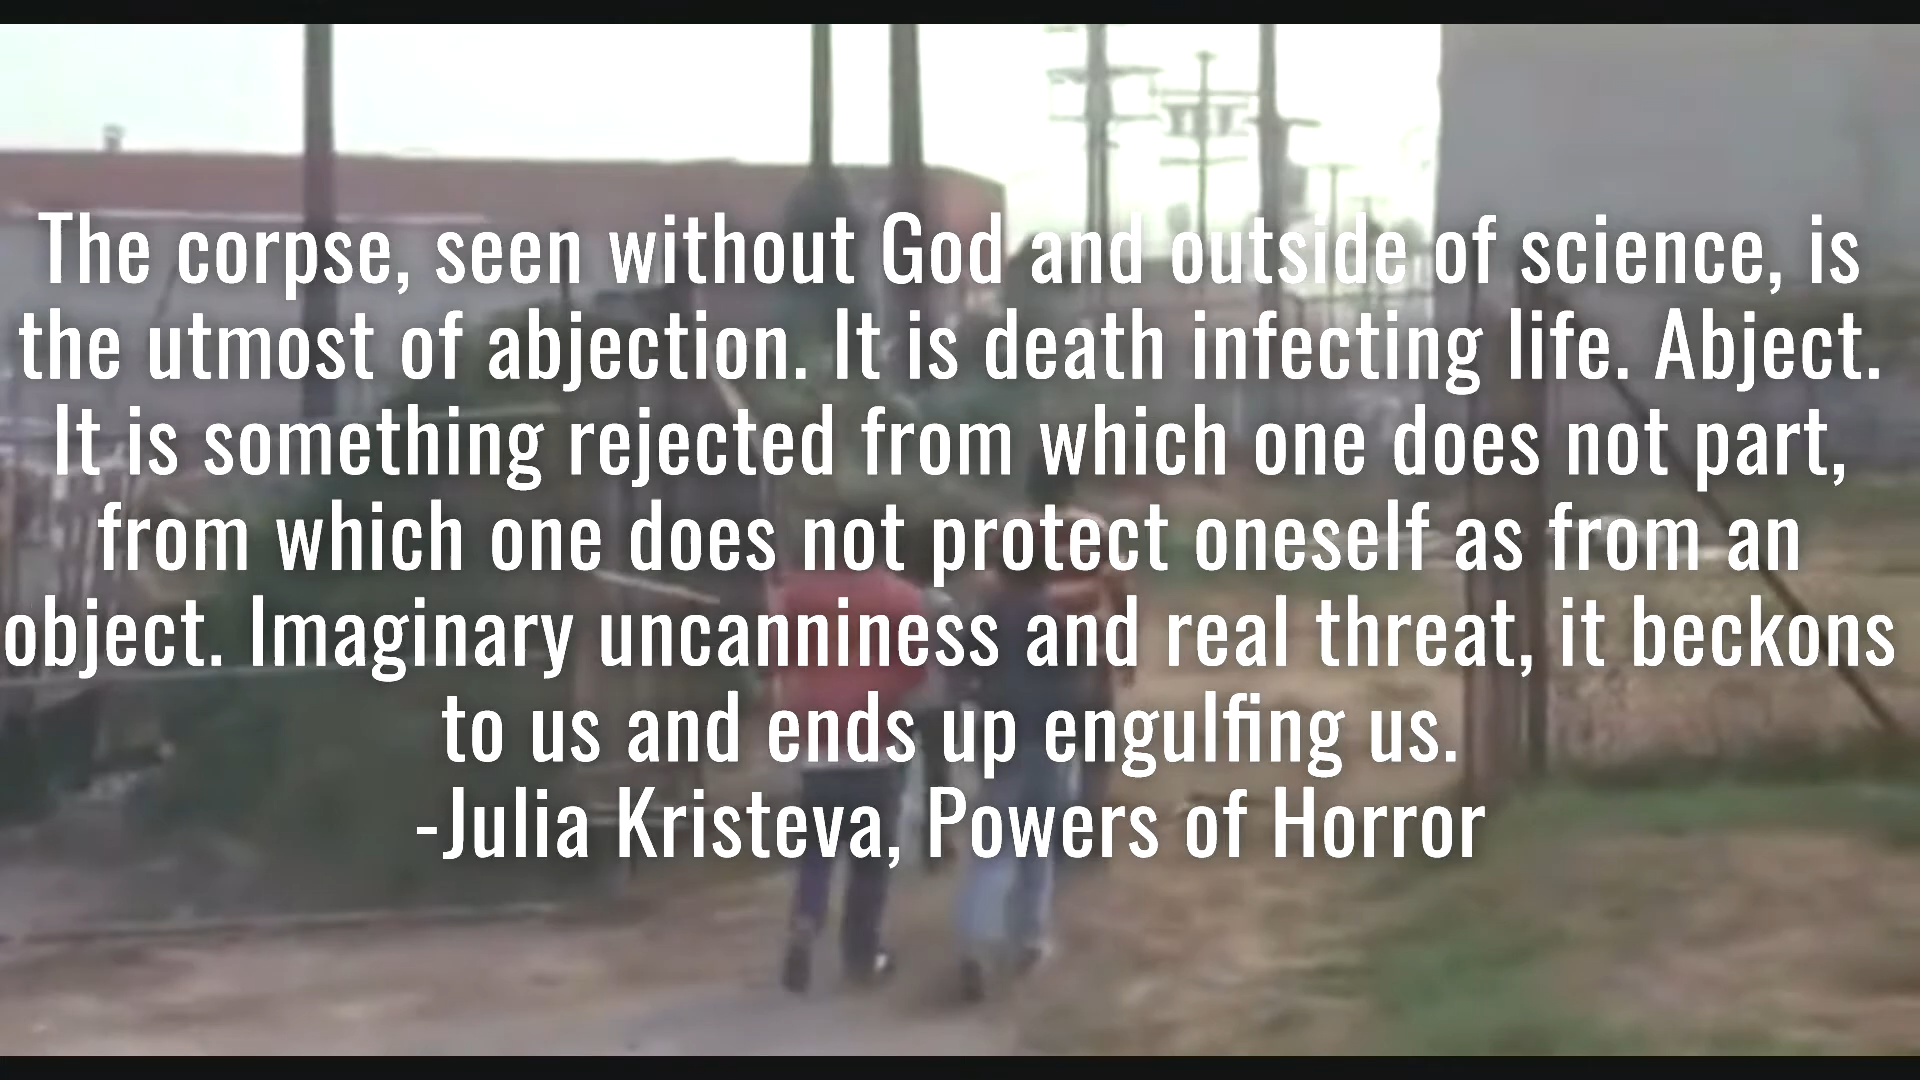 The corpse, seen without God and outside of science, is
the utmost of abjection. It is death infecting life. Abject.
It is something rejected from which one does not part,
from which one does not protect oneself as from an
object. Imaginary uncanniness and real threat, it beckons
to us and ends up engulfing us.
-Julia Kristeva, Powers of Horror